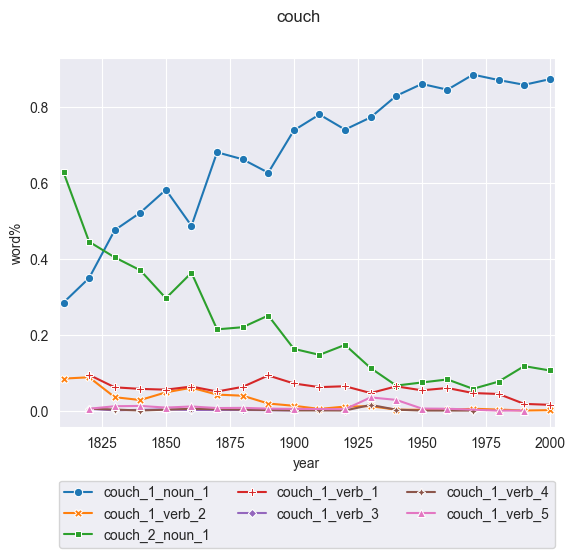 couch
word%
0.8
0.6
0.4
0.2
0.0
1825 1850 1875 1900 1925 1950 1975 2000
year
couch_1_noun_1 couch_1_verb_1 couch_1_verb_4
couch_1_verb_2 couch_1_verb_3 couch_1_verb_5
couch_2_noun_1